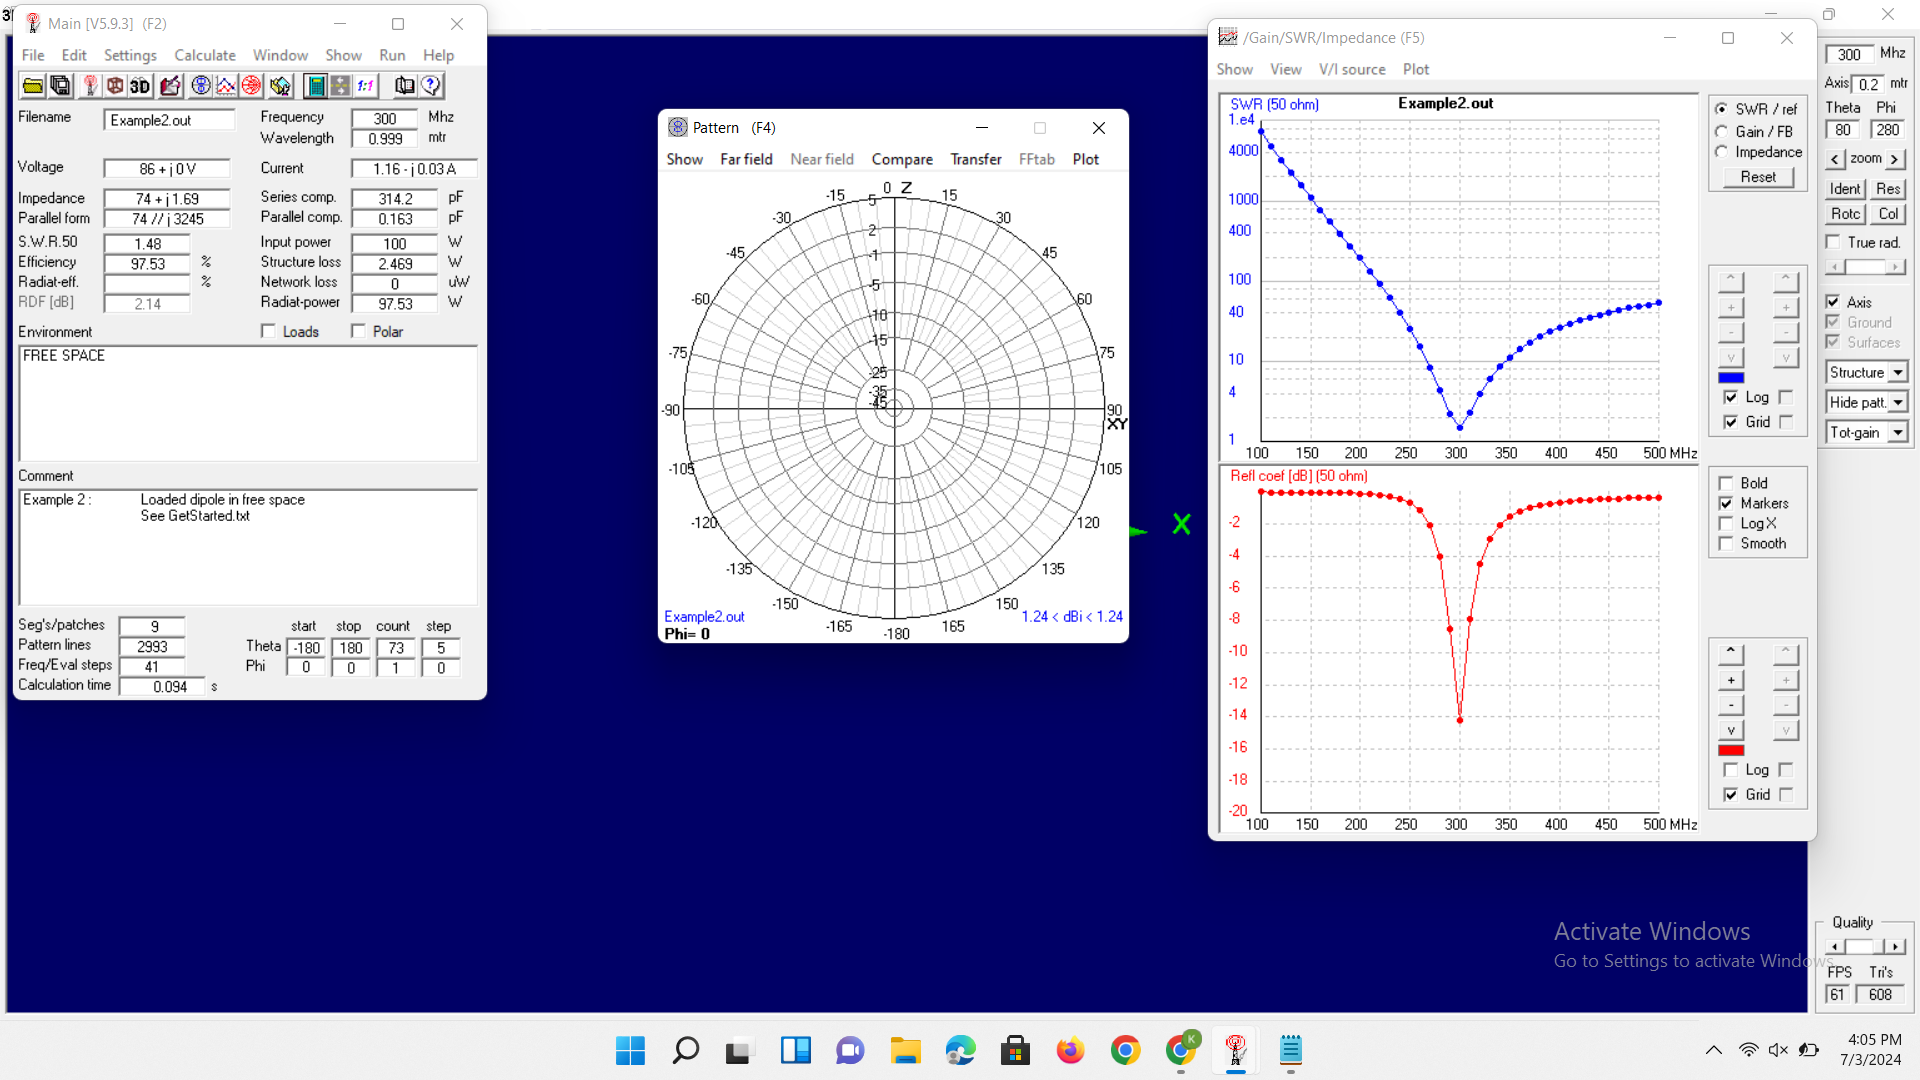 Main [V5.9.3] (F2)
File Edit Settings Calculate Window Show Run Help
3D 1:1
Filename Example2.out Frequency 300 Mhz
Wavelength 0.999 mtr
Voltage 86 + j 0 V Current 1.16 - j 0.03 A
Impedance 74 + j 1.69 Series comp. 314.2 pF
Parallel form 74 // j 3245 Parallel comp. 0.163 pF
S.W.R.50 1.48 Input power 100 W
Efficiency 97.53 % Structure loss 2.469 W
Radiat-eff. % Network loss 0 uW
RDF [dB] 2.14 Radiat-power 97.53 W
Environment Loads Polar
FREE SPACE
Comment
Example 2 : Loaded dipole in free space
See GetStarted.txt
Seg's/patches 9 start stop count step
Pattern lines 2993 Theta -180 180 73 5
Freq/Eval steps 41 Phi 0 0 1 0
Calculation time 0.094 s
Pattern (F4)
Show Far field Near field Compare Transfer FFtab Plot
0 Z
-15 15
-30 30
-45 45
-60 60
-75 75
-90 90
XY
-105 105
-120 120
-135 135
-150 150
-165 -180 165
5
2
-1
-5
-10
-15
-25
-35
-45
Example2.out 1.24 < dBi < 1.24
Phi= 0
X
/Gain/SWR/Impedance (F5)
Show View V/I source Plot
SWR (50 ohm) Example2.out
1.e4
4000
1000
400
100
40
10
4
1
100 150 200 250 300 350 400 450 500 MHz
Refl coef [dB] (50 ohm)
-2
-4
-6
-8
-10
-12
-14
-16
-18
-20
100 150 200 250 300 350 400 450 500 MHz
SWR / ref
Gain / FB
Impedance
Reset
^ ^
+ +
- -
v v
Log
Grid
Bold
Markers
Log X
Smooth
^ ^
+ +
- -
v v
Log
Grid
300 Mhz
Axis 0.2 mtr
Theta Phi
80 280
< zoom >
Ident Res
Rotc Col
True rad.
Axis
Ground
Surfaces
Structure
Hide patt.
Tot-gain
Activate Windows
Go to Settings to activate Windows
Quality
FPS Tri's
61 608
K
4:05 PM
7/3/2024